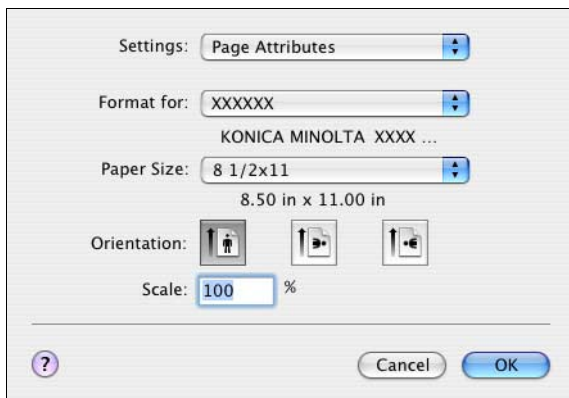 Settings: Page Attributes
Format for: XXXXXX
KONICA MINOLTA XXXX ...
Paper Size: 8 1/2x11
8.50 in x 11.00 in
Orientation:
Scale: 100 %
? Cancel OK